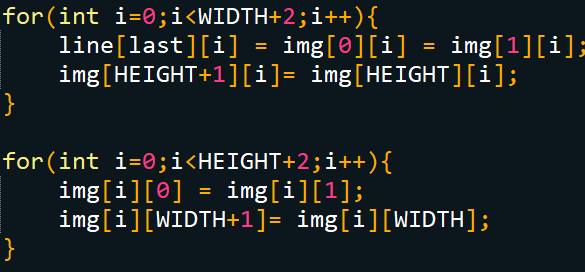 for(int i=0;i<WIDTH+2;i++){
    line[last][i] = img[0][i] = img[1][i];
    img[HEIGHT+1][i]= img[HEIGHT][i];
}

for(int i=0;i<HEIGHT+2;i++){
    img[i][0] = img[i][1];
    img[i][WIDTH+1]= img[i][WIDTH];
}